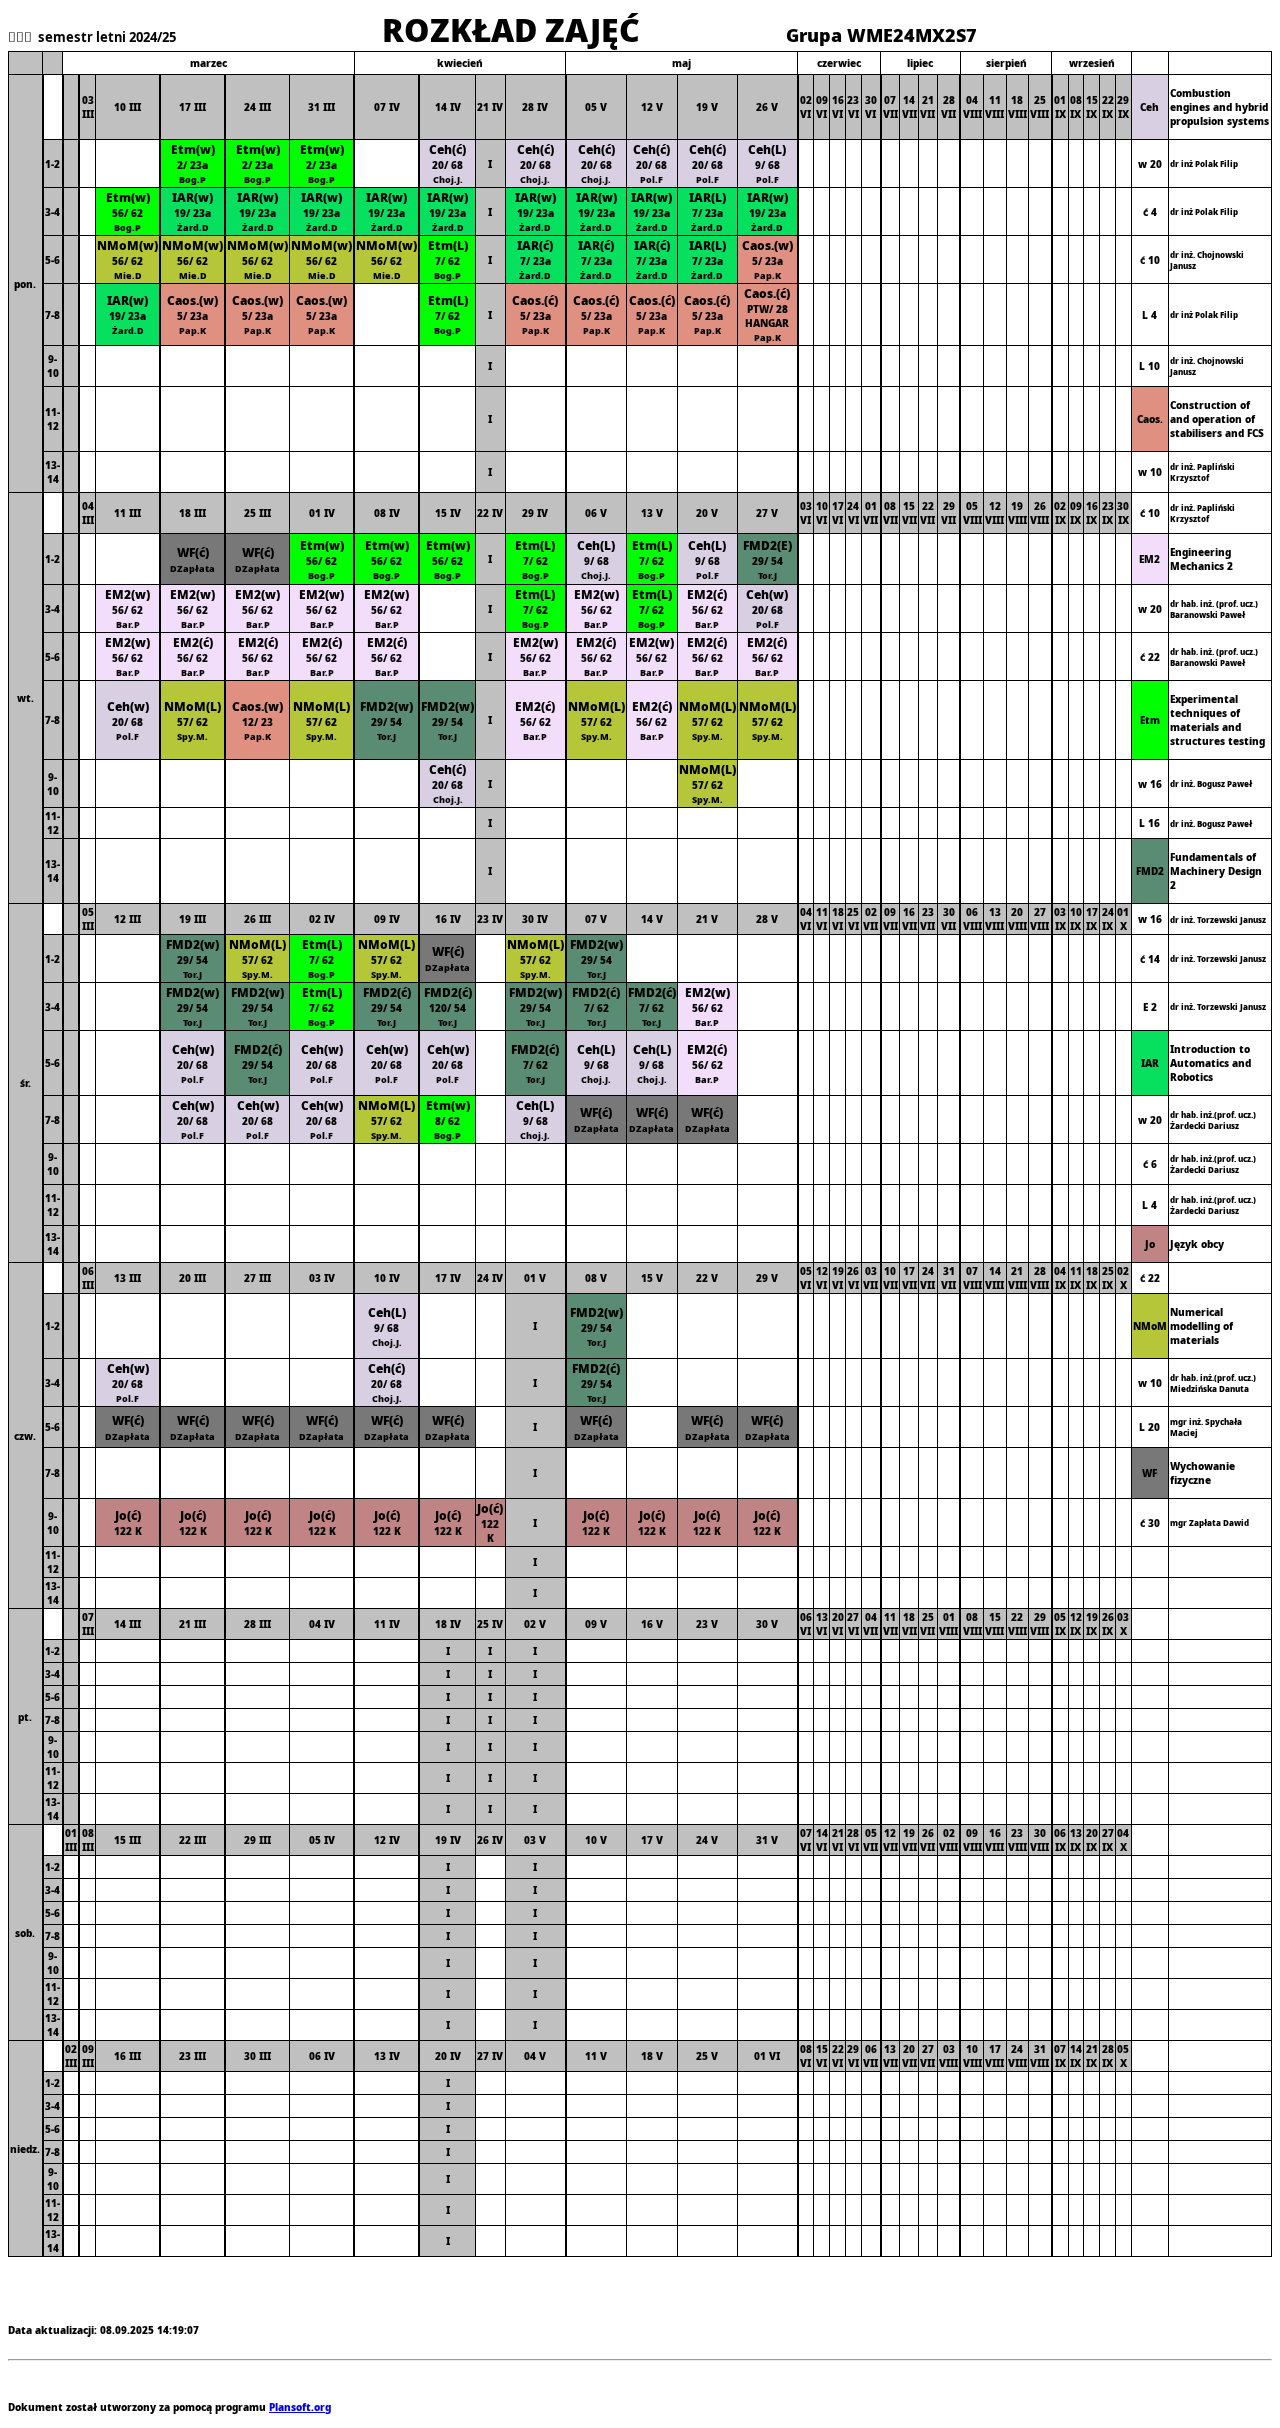 semestr letni 2024/25 ROZKŁAD ZAJĘĆ Grupa WME24MX2S7
marzec kwiecień maj czerwiec lipiec sierpień wrzesień
pon.
03 III 10 III 17 III 24 III 31 III 07 IV 14 IV 21 IV 28 IV 05 V 12 V 19 V 26 V 02 VI 09 VI 16 VI 23 VI 30 VI 07 VII 14 VII 21 VII 28 VII 04 VIII 11 VIII 18 VIII 25 VIII 01 IX 08 IX 15 IX 22 IX 29 IX Ceh Combustion engines and hybrid propulsion systems
1-2 Etm(w) 2/ 23a Bog.P Etm(w) 2/ 23a Bog.P Etm(w) 2/ 23a Bog.P Ceh(ć) 20/ 68 Choj.J. I Ceh(ć) 20/ 68 Choj.J. Ceh(ć) 20/ 68 Choj.J. Ceh(ć) 20/ 68 Pol.F Ceh(ć) 20/ 68 Pol.F Ceh(L) 9/ 68 Pol.F w 20 dr inż Polak Filip
3-4 Etm(w) 56/ 62 Bog.P IAR(w) 19/ 23a Żard.D IAR(w) 19/ 23a Żard.D IAR(w) 19/ 23a Żard.D IAR(w) 19/ 23a Żard.D IAR(w) 19/ 23a Żard.D I IAR(w) 19/ 23a Żard.D IAR(w) 19/ 23a Żard.D IAR(w) 19/ 23a Żard.D IAR(L) 7/ 23a Żard.D IAR(w) 19/ 23a Żard.D ć 4 dr inż Polak Filip
5-6 NMoM(w) 56/ 62 Mie.D NMoM(w) 56/ 62 Mie.D NMoM(w) 56/ 62 Mie.D NMoM(w) 56/ 62 Mie.D NMoM(w) 56/ 62 Mie.D Etm(L) 7/ 62 Bog.P I IAR(ć) 7/ 23a Żard.D IAR(ć) 7/ 23a Żard.D IAR(ć) 7/ 23a Żard.D IAR(L) 7/ 23a Żard.D Caos.(w) 5/ 23a Pap.K ć 10 dr inż. Chojnowski Janusz
7-8 IAR(w) 19/ 23a Żard.D Caos.(w) 5/ 23a Pap.K Caos.(w) 5/ 23a Pap.K Caos.(w) 5/ 23a Pap.K Etm(L) 7/ 62 Bog.P I Caos.(ć) 5/ 23a Pap.K Caos.(ć) 5/ 23a Pap.K Caos.(ć) 5/ 23a Pap.K Caos.(ć) 5/ 23a Pap.K Caos.(ć) PTW/ 28 HANGAR Pap.K L 4 dr inż Polak Filip
9-10 I L 10 dr inż. Chojnowski Janusz
11-12 I Caos. Construction of and operation of stabilisers and FCS
13-14 I w 10 dr inż. Papliński Krzysztof
wt.
04 III 11 III 18 III 25 III 01 IV 08 IV 15 IV 22 IV 29 IV 06 V 13 V 20 V 27 V 03 VI 10 VI 17 VI 24 VI 01 VII 08 VII 15 VII 22 VII 29 VII 05 VIII 12 VIII 19 VIII 26 VIII 02 IX 09 IX 16 IX 23 IX 30 IX ć 10 dr inż. Papliński Krzysztof
1-2 WF(ć) DZapłata WF(ć) DZapłata Etm(w) 56/ 62 Bog.P Etm(w) 56/ 62 Bog.P Etm(w) 56/ 62 Bog.P I Etm(L) 7/ 62 Bog.P Ceh(L) 9/ 68 Choj.J. Etm(L) 7/ 62 Bog.P Ceh(L) 9/ 68 Pol.F FMD2(E) 29/ 54 Tor.J EM2 Engineering Mechanics 2
3-4 EM2(w) 56/ 62 Bar.P EM2(w) 56/ 62 Bar.P EM2(w) 56/ 62 Bar.P EM2(w) 56/ 62 Bar.P EM2(w) 56/ 62 Bar.P I Etm(L) 7/ 62 Bog.P EM2(w) 56/ 62 Bar.P Etm(L) 7/ 62 Bog.P EM2(ć) 56/ 62 Bar.P Ceh(w) 20/ 68 Pol.F w 20 dr hab. inż. (prof. ucz.) Baranowski Paweł
5-6 EM2(w) 56/ 62 Bar.P EM2(ć) 56/ 62 Bar.P EM2(ć) 56/ 62 Bar.P EM2(ć) 56/ 62 Bar.P EM2(ć) 56/ 62 Bar.P I EM2(w) 56/ 62 Bar.P EM2(ć) 56/ 62 Bar.P EM2(w) 56/ 62 Bar.P EM2(ć) 56/ 62 Bar.P EM2(ć) 56/ 62 Bar.P ć 22 dr hab. inż. (prof. ucz.) Baranowski Paweł
7-8 Ceh(w) 20/ 68 Pol.F NMoM(L) 57/ 62 Spy.M. Caos.(w) 12/ 23 Pap.K NMoM(L) 57/ 62 Spy.M. FMD2(w) 29/ 54 Tor.J FMD2(w) 29/ 54 Tor.J I EM2(ć) 56/ 62 Bar.P NMoM(L) 57/ 62 Spy.M. EM2(ć) 56/ 62 Bar.P NMoM(L) 57/ 62 Spy.M. NMoM(L) 57/ 62 Spy.M. Etm Experimental techniques of materials and structures testing
9-10 Ceh(ć) 20/ 68 Choj.J. I NMoM(L) 57/ 62 Spy.M. w 16 dr inż. Bogusz Paweł
11-12 I L 16 dr inż. Bogusz Paweł
13-14 I FMD2 Fundamentals of Machinery Design 2
śr.
05 III 12 III 19 III 26 III 02 IV 09 IV 16 IV 23 IV 30 IV 07 V 14 V 21 V 28 V 04 VI 11 VI 18 VI 25 VI 02 VII 09 VII 16 VII 23 VII 30 VII 06 VIII 13 VIII 20 VIII 27 VIII 03 IX 10 IX 17 IX 24 IX 01 X w 16 dr inż. Torzewski Janusz
1-2 FMD2(w) 29/ 54 Tor.J NMoM(L) 57/ 62 Spy.M. Etm(L) 7/ 62 Bog.P NMoM(L) 57/ 62 Spy.M. WF(ć) DZapłata NMoM(L) 57/ 62 Spy.M. FMD2(w) 29/ 54 Tor.J ć 14 dr inż. Torzewski Janusz
3-4 FMD2(w) 29/ 54 Tor.J FMD2(w) 29/ 54 Tor.J Etm(L) 7/ 62 Bog.P FMD2(ć) 29/ 54 Tor.J FMD2(ć) 120/ 54 Tor.J FMD2(w) 29/ 54 Tor.J FMD2(ć) 7/ 62 Tor.J FMD2(ć) 7/ 62 Tor.J EM2(w) 56/ 62 Bar.P E 2 dr inż. Torzewski Janusz
5-6 Ceh(w) 20/ 68 Pol.F FMD2(ć) 29/ 54 Tor.J Ceh(w) 20/ 68 Pol.F Ceh(w) 20/ 68 Pol.F Ceh(w) 20/ 68 Pol.F FMD2(ć) 7/ 62 Tor.J Ceh(L) 9/ 68 Choj.J. Ceh(L) 9/ 68 Choj.J. EM2(ć) 56/ 62 Bar.P IAR Introduction to Automatics and Robotics
7-8 Ceh(w) 20/ 68 Pol.F Ceh(w) 20/ 68 Pol.F Ceh(w) 20/ 68 Pol.F NMoM(L) 57/ 62 Spy.M. Etm(w) 8/ 62 Bog.P Ceh(L) 9/ 68 Choj.J. WF(ć) DZapłata WF(ć) DZapłata WF(ć) DZapłata w 20 dr hab. inż.(prof. ucz.) Żardecki Dariusz
9-10 ć 6 dr hab. inż.(prof. ucz.) Żardecki Dariusz
11-12 L 4 dr hab. inż.(prof. ucz.) Żardecki Dariusz
13-14 Jo Język obcy
czw.
06 III 13 III 20 III 27 III 03 IV 10 IV 17 IV 24 IV 01 V 08 V 15 V 22 V 29 V 05 VI 12 VI 19 VI 26 VI 03 VII 10 VII 17 VII 24 VII 31 VII 07 VIII 14 VIII 21 VIII 28 VIII 04 IX 11 IX 18 IX 25 IX 02 X ć 22
1-2 Ceh(L) 9/ 68 Choj.J. I FMD2(w) 29/ 54 Tor.J NMoM Numerical modelling of materials
3-4 Ceh(w) 20/ 68 Pol.F Ceh(ć) 20/ 68 Choj.J. I FMD2(ć) 29/ 54 Tor.J w 10 dr hab. inż.(prof. ucz.) Miedzińska Danuta
5-6 WF(ć) DZapłata WF(ć) DZapłata WF(ć) DZapłata WF(ć) DZapłata WF(ć) DZapłata WF(ć) DZapłata I WF(ć) DZapłata WF(ć) DZapłata WF(ć) DZapłata L 20 mgr inż. Spychała Maciej
7-8 I WF Wychowanie fizyczne
9-10 Jo(ć) 122 K Jo(ć) 122 K Jo(ć) 122 K Jo(ć) 122 K Jo(ć) 122 K Jo(ć) 122 K Jo(ć) 122 K I Jo(ć) 122 K Jo(ć) 122 K Jo(ć) 122 K Jo(ć) 122 K ć 30 mgr Zapłata Dawid
11-12 I
13-14 I
pt.
07 III 14 III 21 III 28 III 04 IV 11 IV 18 IV 25 IV 02 V 09 V 16 V 23 V 30 V 06 VI 13 VI 20 VI 27 VI 04 VII 11 VII 18 VII 25 VII 01 VIII 08 VIII 15 VIII 22 VIII 29 VIII 05 IX 12 IX 19 IX 26 IX 03 X
1-2 I I I
3-4 I I I
5-6 I I I
7-8 I I I
9-10 I I I
11-12 I I I
13-14 I I I
sob.
01 III 08 III 15 III 22 III 29 III 05 IV 12 IV 19 IV 26 IV 03 V 10 V 17 V 24 V 31 V 07 VI 14 VI 21 VI 28 VI 05 VII 12 VII 19 VII 26 VII 02 VIII 09 VIII 16 VIII 23 VIII 30 VIII 06 IX 13 IX 20 IX 27 IX 04 X
1-2 I I
3-4 I I
5-6 I I
7-8 I I
9-10 I I
11-12 I I
13-14 I I
niedz.
02 III 09 III 16 III 23 III 30 III 06 IV 13 IV 20 IV 27 IV 04 V 11 V 18 V 25 V 01 VI 08 VI 15 VI 22 VI 29 VI 06 VII 13 VII 20 VII 27 VII 03 VIII 10 VIII 17 VIII 24 VIII 31 VIII 07 IX 14 IX 21 IX 28 IX 05 X
1-2 I
3-4 I
5-6 I
7-8 I
9-10 I
11-12 I
13-14 I
Data aktualizacji: 08.09.2025 14:19:07
Dokument został utworzony za pomocą programu Plansoft.org